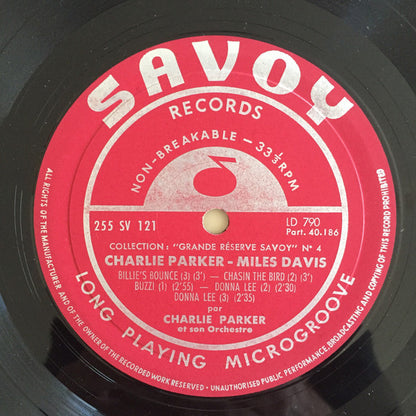 SAVOY
RECORDS
NON-BREAKABLE - 33⅓ RPM
255 SV 121
LD 790
Part. 40.186
COLLECTION: "GRANDE RÉSERVE SAVOY" N° 4
CHARLIE PARKER - MILES DAVIS
BILLIE'S BOUNCE (3) (3') - CHASIN THE BIRD (2) (3')
BUZZI (1) (2'55) - DONNA LEE (2) (2'30)
DONNA LEE (3) (2'35)
par
CHARLIE PARKER
et son Orchestre
LONG PLAYING MICROGROOVE
ALL RIGHTS OF THE MANUFACTURER AND OF THE OWNER OF THE RECORDED WORK RESERVED - UNAUTHORISED PUBLIC PERFORMANCE, BROADCASTING AND COPYING OF THIS RECORD PROHIBITED